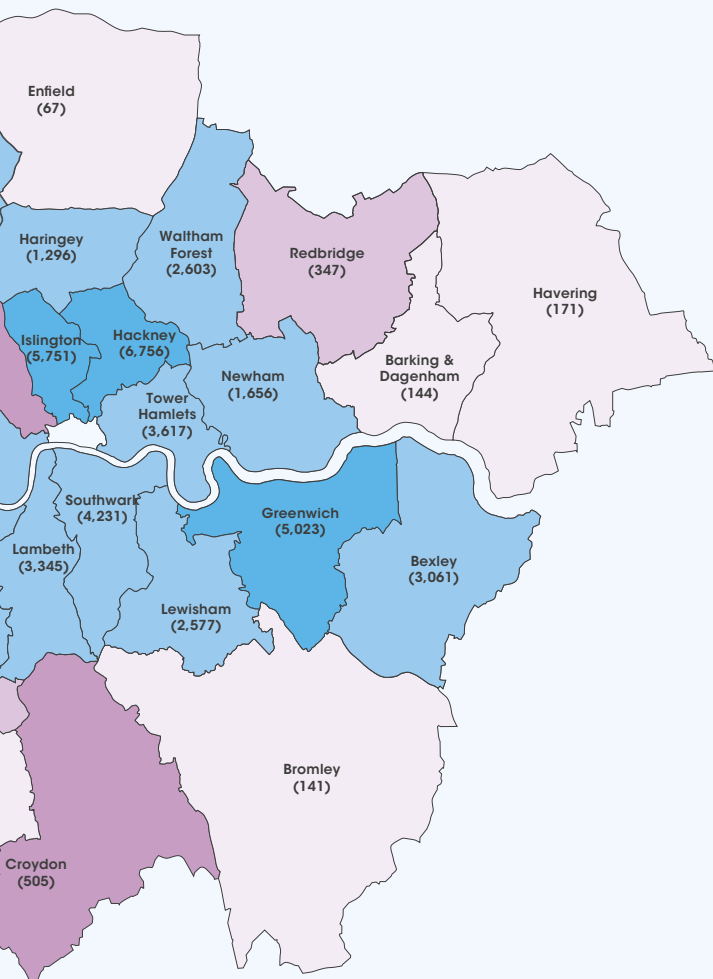 Enfield
(67)
Haringey
(1,296)
Waltham
Forest
(2,603)
Redbridge
(347)
Havering
(171)
Islington
(5,751)
Hackney
(6,756)
Barking &
Dagenham
(144)
Newham
(1,656)
Tower
Hamlets
(3,617)
Southwark
(4,231)
Greenwich
(5,023)
Lambeth
(3,345)
Bexley
(3,061)
Lewisham
(2,577)
Bromley
(141)
Croydon
(505)